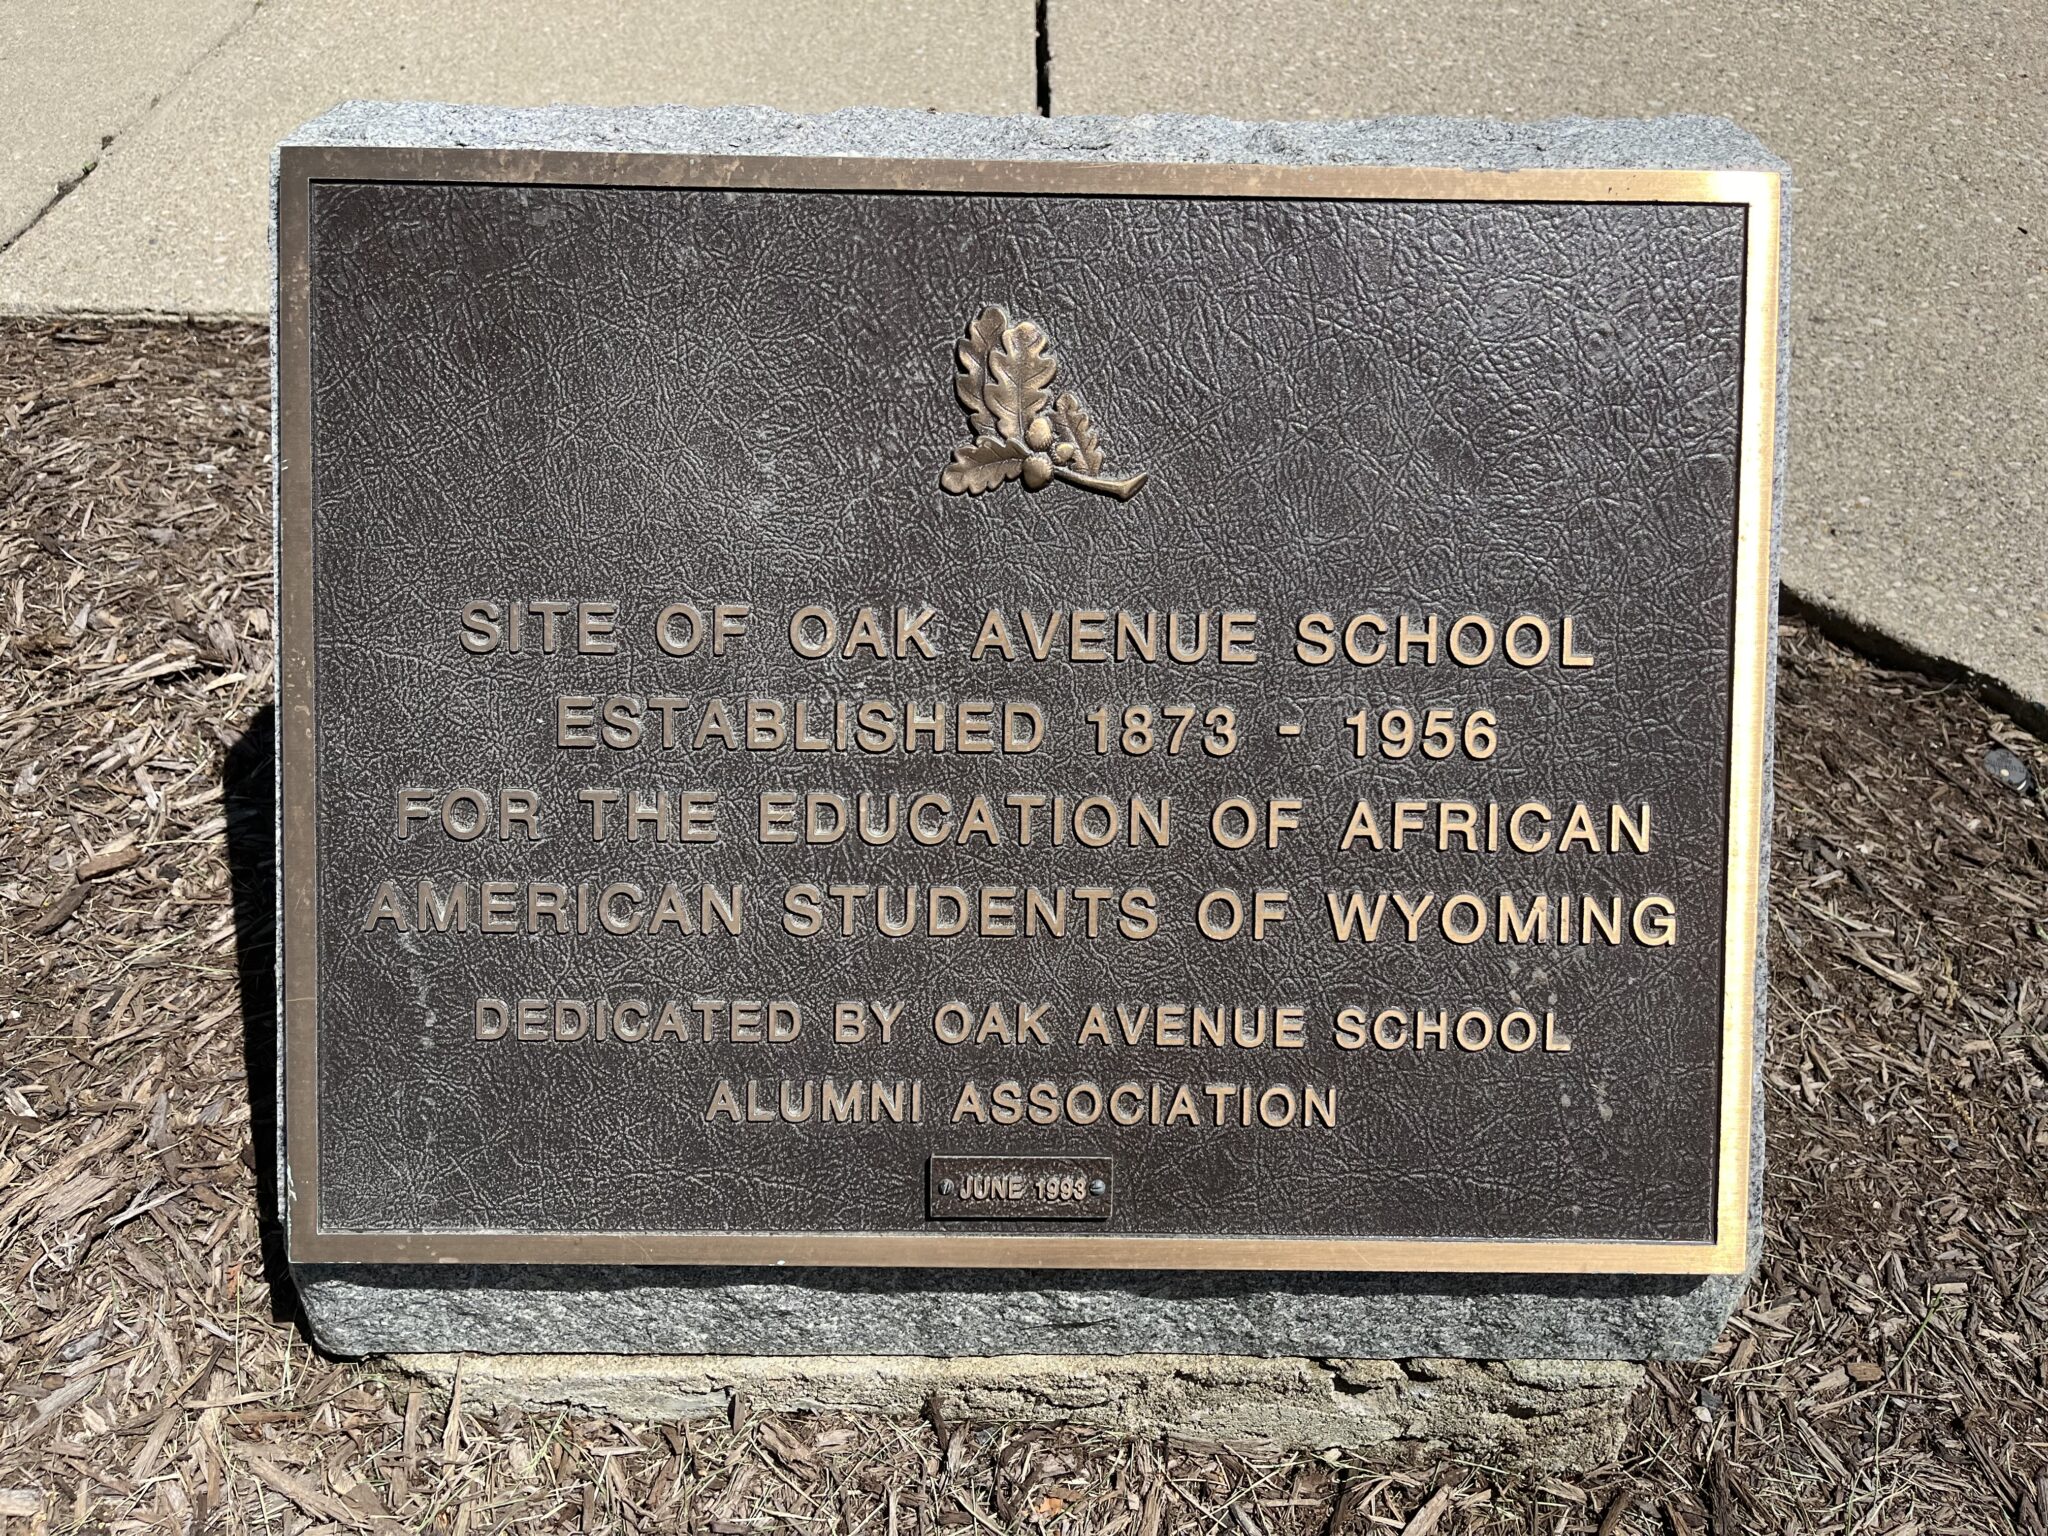 SITE OF OAK AVENUE SCHOOL
ESTABLISHED 1873 - 1956
FOR THE EDUCATION OF AFRICAN
AMERICAN STUDENTS OF WYOMING
DEDICATED BY OAK AVENUE SCHOOL
ALUMNI ASSOCIATION
JUNE 1993